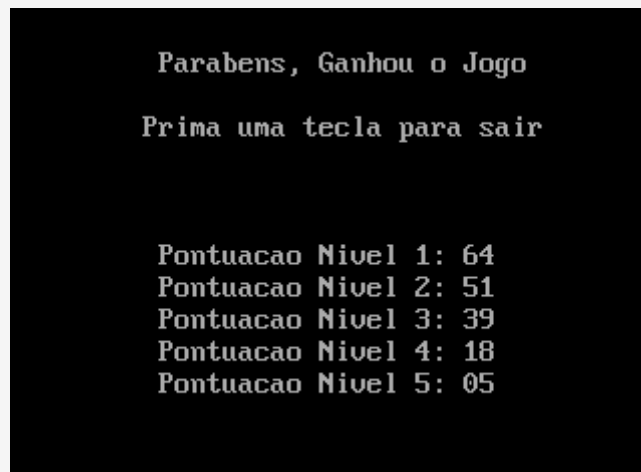 Parabens, Ganhou o Jogo
Prima uma tecla para sair
Pontuacao Nivel 1: 64
Pontuacao Nivel 2: 51
Pontuacao Nivel 3: 39
Pontuacao Nivel 4: 18
Pontuacao Nivel 5: 05